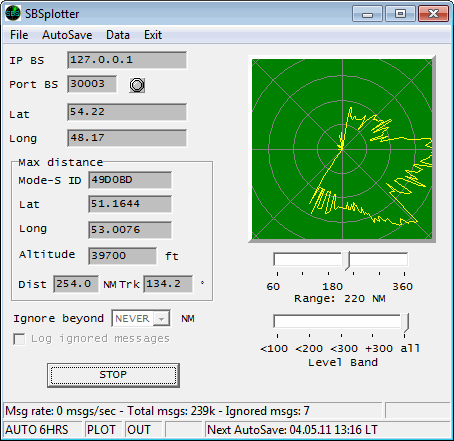 SBSplotter
File AutoSave Data Exit
IP BS 127.0.0.1
Port BS 30003
Lat 54.22
Long 48.17
Max distance
Mode-S ID 49D0BD
Lat 51.1644
Long 53.0076
Altitude 39700 ft
Dist 254.0 NM Trk 134.2 °
Ignore beyond NEVER NM
Log ignored messages
STOP
60 180 360
Range: 220 NM
<100 <200 <300 +300 all
Level Band
Msg rate: 0 msgs/sec - Total msgs: 239k - Ignored msgs: 7
AUTO 6HRS PLOT OUT Next AutoSave: 04.05.11 13:16 LT